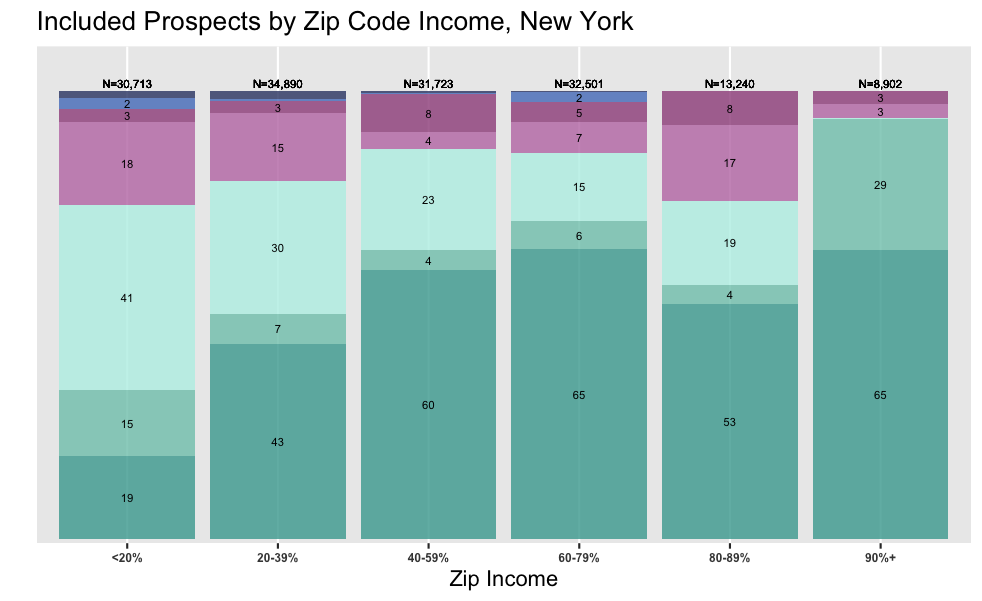 Included Prospects by Zip Code Income, New York
N=30,713 N=34,890 N=31,723 N=32,501 N=13,240 N=8,902
2 3 18 41 15 19
3 15 30 7 43
8 4 23 4 60
2 5 7 15 6 65
8 17 19 4 53
3 3 29 65
<20% 20-39% 40-59% 60-79% 80-89% 90%+
Zip Income